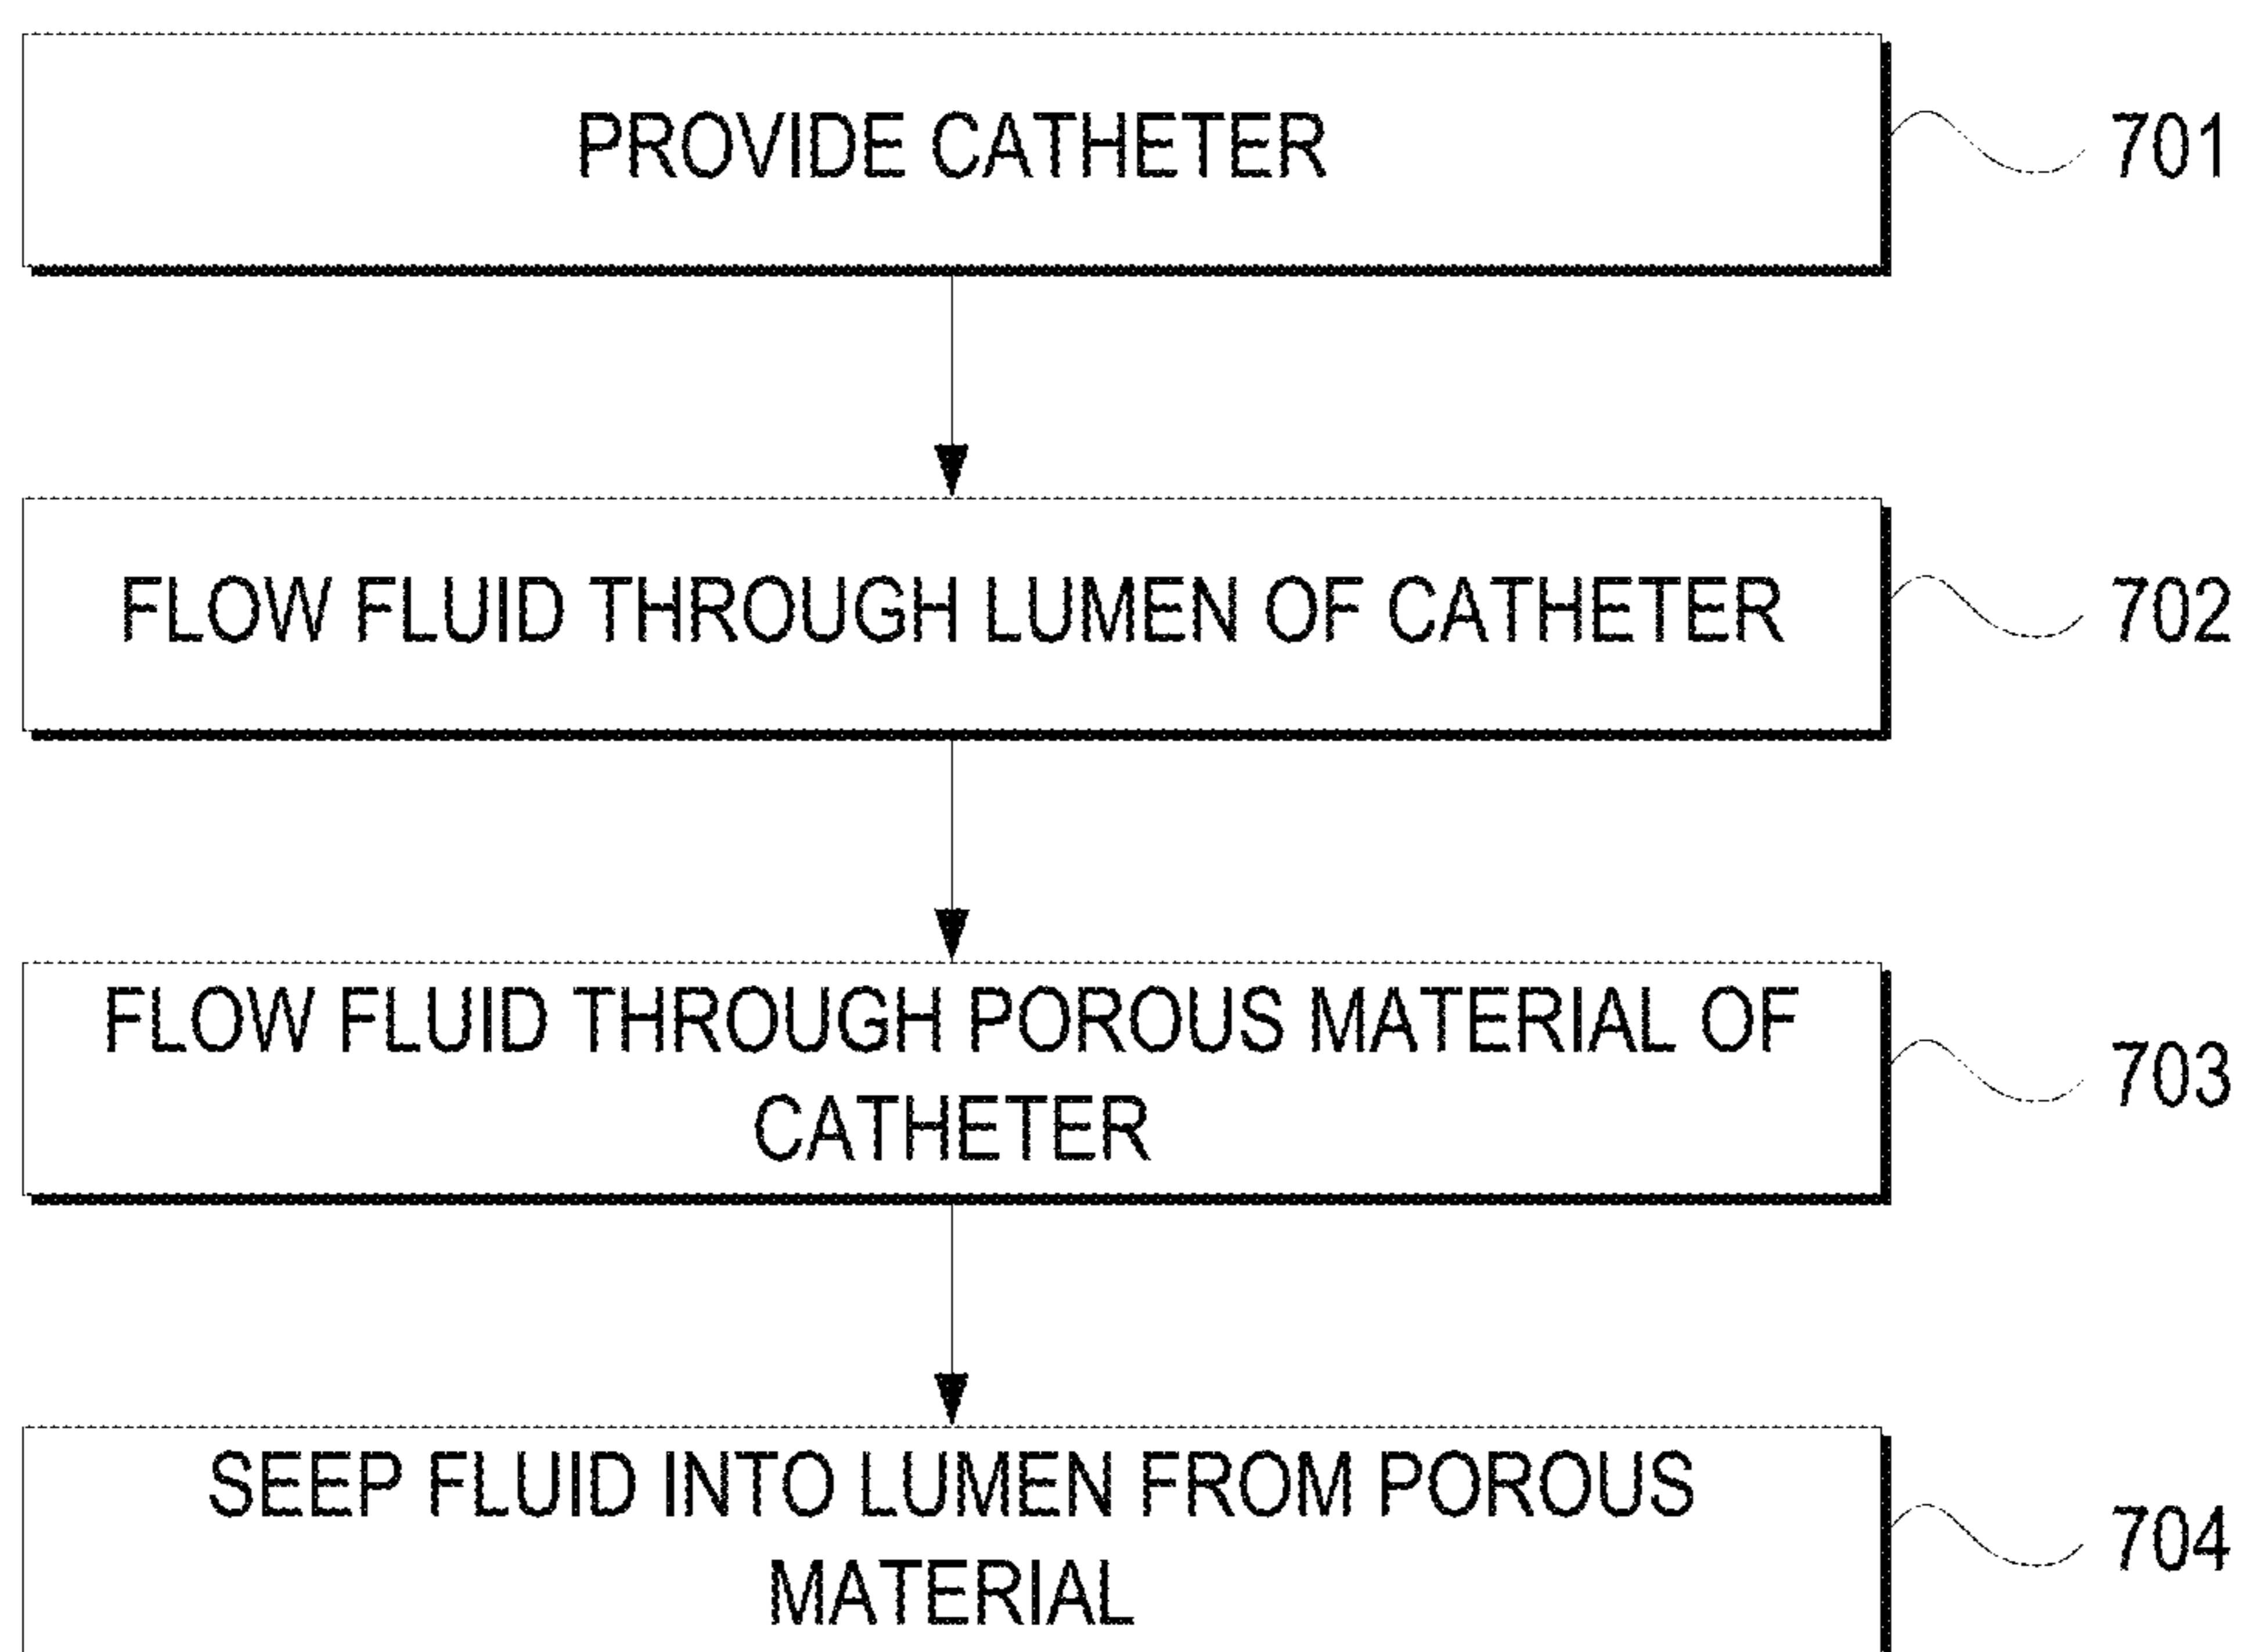 PROVIDE CATHETER
701
FLOW FLUID THROUGH LUMEN OF CATHETER
702
FLOW FLUID THROUGH POROUS MATERIAL OF
CATHETER
703
SEEP FLUID INTO LUMEN FROM POROUS
MATERIAL
704